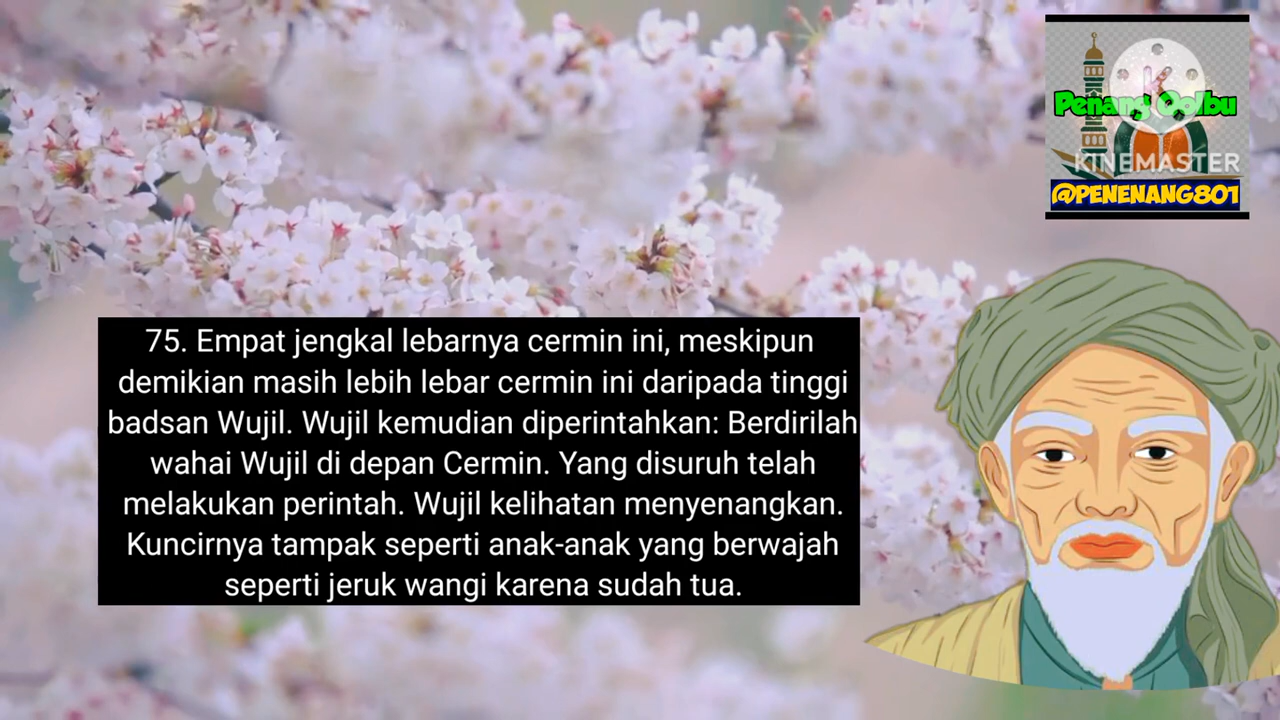 Penang Qolbu
KINEMASTER
@PENENANG801
75. Empat jengkal lebarnya cermin ini, meskipun
demikian masih lebih lebar cermin ini daripada tinggi
badsan Wujil. Wujil kemudian diperintahkan: Berdirilah
wahai Wujil di depan Cermin. Yang disuruh telah
melakukan perintah. Wujil kelihatan menyenangkan.
Kuncirnya tampak seperti anak-anak yang berwajah
seperti jeruk wangi karena sudah tua.